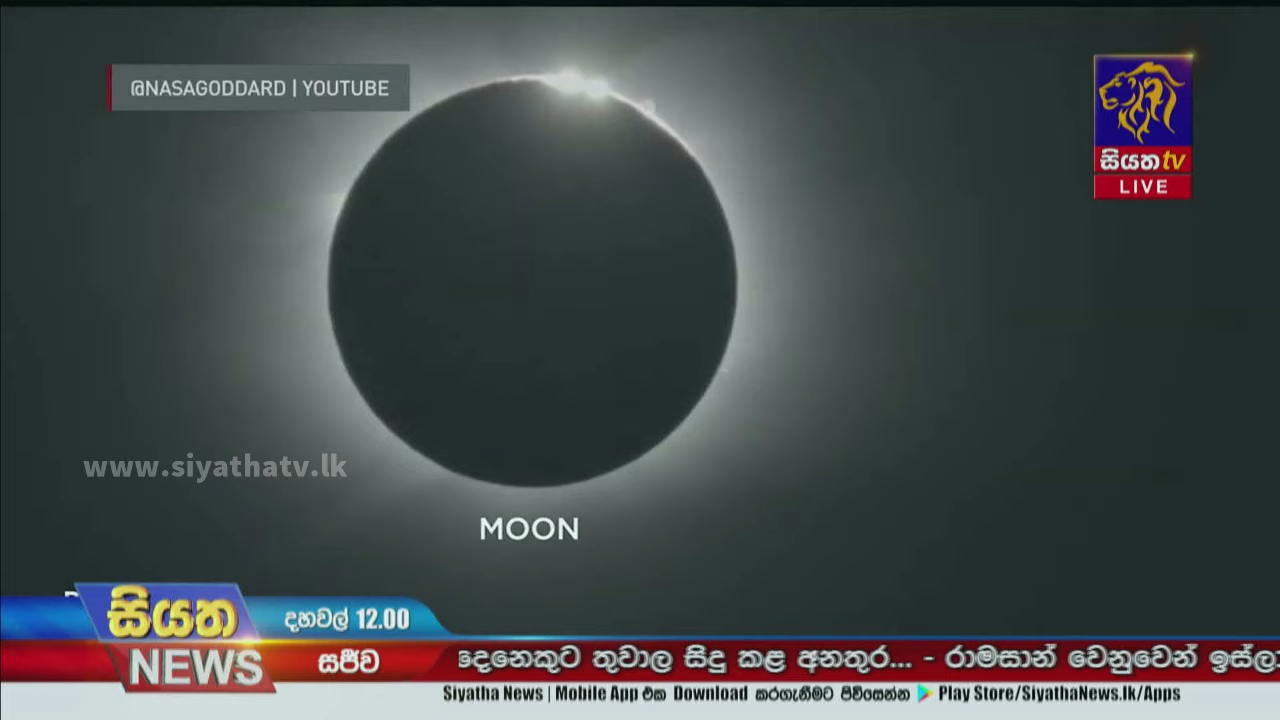 @NASAGODDARD | YOUTUBE
සියත tv
LIVE
www.siyathatv.lk
MOON
සියත
NEWS
දහවල් 12.00
සජීව
දෙනෙකුට තුවාල සිදු කළ අනතුර... - රාමසාන් වෙනුවෙන්
Siyatha News | Mobile App එක Download කරගැනීමට පිවිසෙන්න Play Store/SiyathaNews.lk/Apps